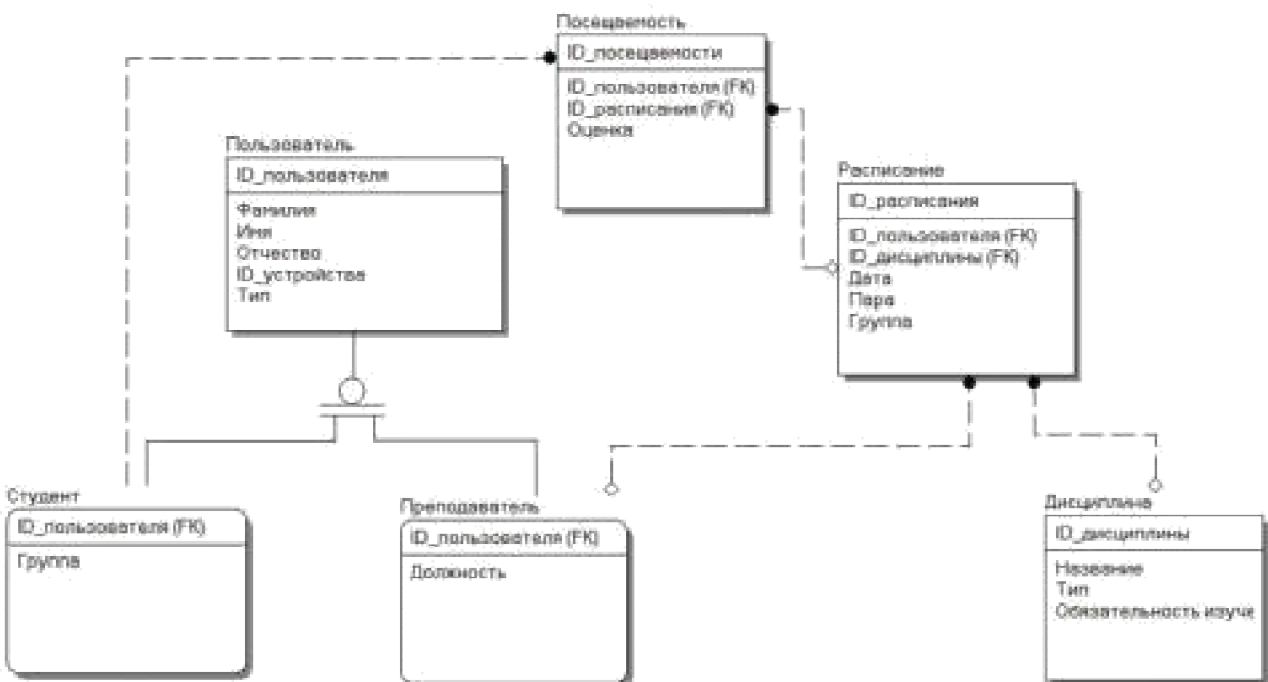 Посещаемость
ID_посещаемости
ID_пользователя (FK)
ID_расписания (FK)
Оценка
Пользователь
ID_пользователя
Фамилия
Имя
Отчество
ID_устройства
Тип
Расписание
ID_расписания
ID_пользователя (FK)
ID_дисциплины (FK)
Дата
Пара
Группа
Студент
ID_пользователя (FK)
Группа
Преподаватель
ID_пользователя (FK)
Должность
Дисциплина
ID_дисциплины
Название
Тип
Обязательность изуче